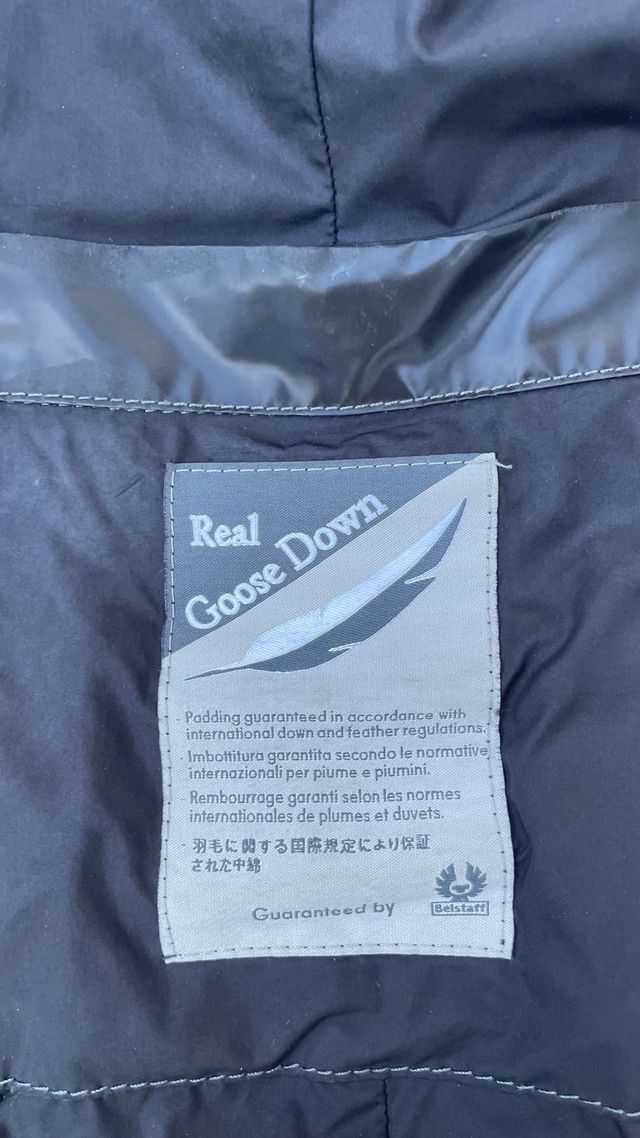 Real
Goose Down
· Padding guaranteed in accordance with
international down and feather regulations.
· Imbottitura garantita secondo le normative
internazionali per piume e piumini.
· Rembourrage garanti selon les normes
internationales de plumes et duvets.
· 羽毛に関する国際規定により保証
された中綿
Guaranteed by
Belstaff